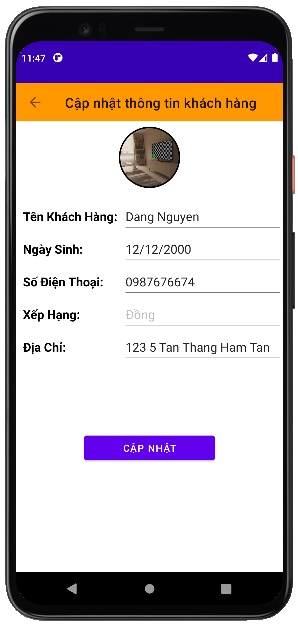 11:47
Cập nhật thông tin khách hàng
Tên Khách Hàng: Dang Nguyen
Ngày Sinh: 12/12/2000
Số Điện Thoại: 0987676674
Xếp Hạng: Đồng
Địa Chỉ: 123 5 Tan Thang Ham Tan
CẬP NHẬT